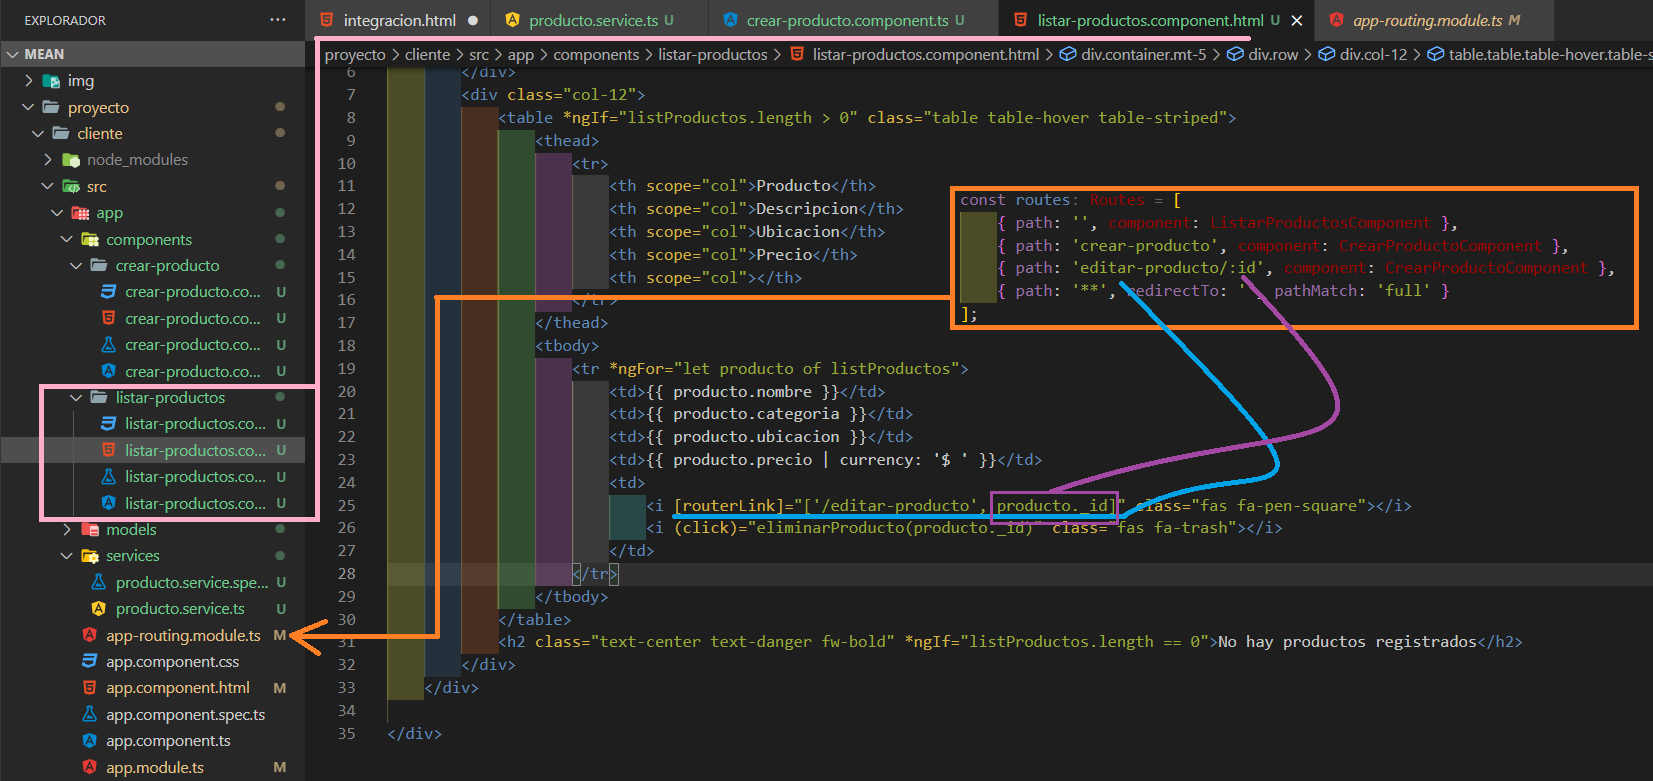 EXPLORADOR ···
MEAN
img
proyecto
cliente
node_modules
src
app
components
crear-producto
crear-producto.co... U
crear-producto.co... U
crear-producto.co... U
crear-producto.co... U
listar-productos
listar-productos.co... U
listar-productos.co... U
listar-productos.co... U
listar-productos.co... U
models
services
producto.service.spe... U
producto.service.ts U
app-routing.module.ts M
app.component.css
app.component.html M
app.component.spec.ts
app.component.ts
app.module.ts M
integracion.html producto.service.ts U crear-producto.component.ts U listar-productos.component.html U app-routing.module.ts M
proyecto > cliente > src > app > components > listar-productos > listar-productos.component.html > div.container.mt-5 > div.row > div.col-12 > table.table.table-hover.table-s
6 </div>
7 <div class="col-12">
8 <table *ngIf="listProductos.length > 0" class="table table-hover table-striped">
9 <thead>
10 <tr>
11 <th scope="col">Producto</th>
12 <th scope="col">Descripcion</th>
13 <th scope="col">Ubicacion</th>
14 <th scope="col">Precio</th>
15 <th scope="col"></th>
16 </tr>
17 </thead>
18 <tbody>
19 <tr *ngFor="let producto of listProductos">
20 <td>{{ producto.nombre }}</td>
21 <td>{{ producto.categoria }}</td>
22 <td>{{ producto.ubicacion }}</td>
23 <td>{{ producto.precio | currency: '$ ' }}</td>
24 <td>
25 <i [routerLink]="['/editar-producto', producto._id]" class="fas fa-pen-square"></i>
26 <i (click)="eliminarProducto(producto._id)" class="fas fa-trash"></i>
27 </td>
28 </tr>
29 </tbody>
30 </table>
31 <h2 class="text-center text-danger fw-bold" *ngIf="listProductos.length == 0">No hay productos registrados</h2>
32 </div>
33 </div>
34
35 </div>
const routes: Routes = [
{ path: '', component: ListarProductosComponent },
{ path: 'crear-producto', component: CrearProductoComponent },
{ path: 'editar-producto/:id', component: CrearProductoComponent },
{ path: '**', redirectTo: '', pathMatch: 'full' }
];